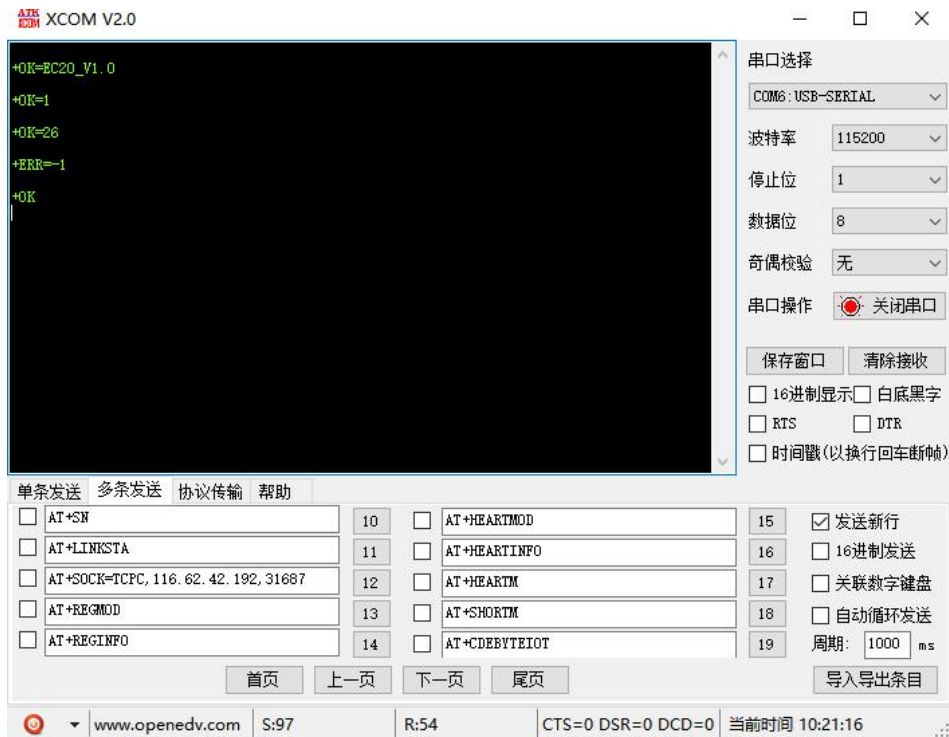 ATK XCOM XCOM V2.0
+OK=EC20_V1.0
+OK=1
+OK=26
+ERR=-1
+OK
串口选择
COM6:USB-SERIAL
波特率 115200
停止位 1
数据位 8
奇偶校验 无
串口操作 关闭串口
保存窗口 清除接收
16进制显示 白底黑字
RTS DTR
时间戳(以换行回车断帧)
单条发送 多条发送 协议传输 帮助
AT+SN 10 AT+HEARTMOD 15 发送新行
AT+LINKSTA 11 AT+HEARTINFO 16 16进制发送
AT+SOCK=TCPC,116.62.42.192,31687 12 AT+HEARTM 17 关联数字键盘
AT+REGMOD 13 AT+SHORTM 18 自动循环发送
AT+REGINFO 14 AT+CDEBYTEIOT 19 周期: 1000 ms
首页 上一页 下一页 尾页 导入导出条目
www.openedv.com S:97 R:54 CTS=0 DSR=0 DCD=0 当前时间 10:21:16